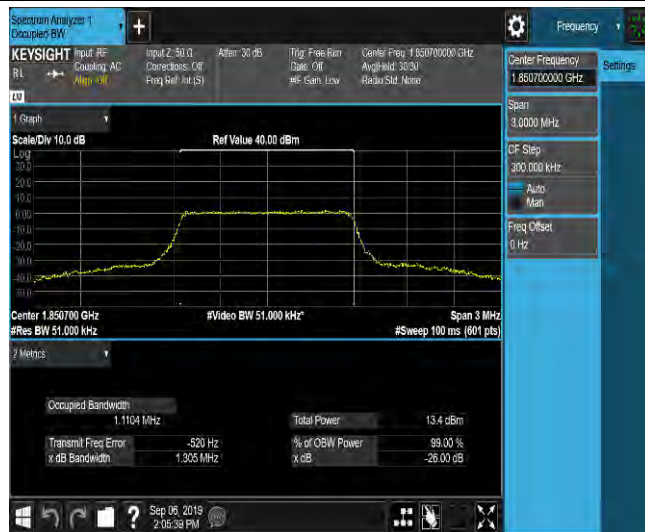 Spectrum Analyzer 1
Occupied BW
+
Frequency
KEYSIGHT Input: RF Input Z: 50 Ω Atten: 30 dB Trig: Free Run Center Freq: 1.850700000 GHz
RL Coupling: AC Corrections: Off Gate: Off Avg|Hold: 30/30
Align: Off Freq Ref: Int (S) #IF Gain: Low Radio Std: None
Center Frequency
1.850700000 GHz
Settings
Span
3.0000 MHz
CF Step
300.000 kHz
Auto
Man
Freq Offset
0 Hz
1 Graph
Scale/Div 10.0 dB Ref Value 40.00 dBm
Log
30.0
20.0
10.0
0.00
-10.0
-20.0
-30.0
-40.0
-50.0
Center 1.850700 GHz #Video BW 51.000 kHz* Span 3 MHz
#Res BW 51.000 kHz #Sweep 100 ms (601 pts)
2 Metrics
Occupied Bandwidth
1.1104 MHz Total Power 13.4 dBm
Transmit Freq Error -520 Hz % of OBW Power 99.00 %
x dB Bandwidth 1.305 MHz x dB -26.00 dB
?
Sep 06, 2019
2:05:39 PM